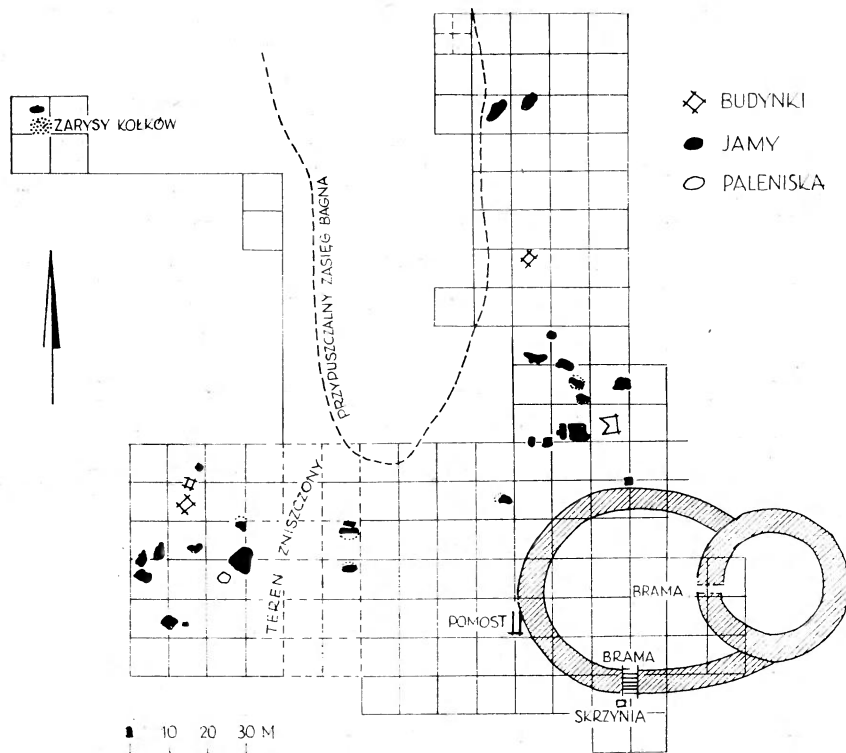 BUDYNKI
JAMY
PALENISKA
ZARYSY KOŁKÓW
PRZYPUSZCZALNY ZASIĘG BAGNA
TEREN ZNISZCZONY
BRAMA
POMOST
BRAMA
SKRZYNIA
10 20 30 M